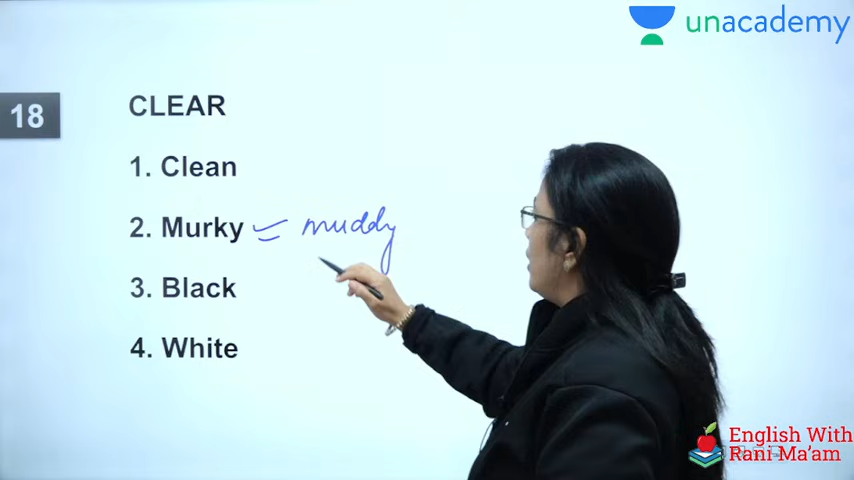 unacademy
18
CLEAR
1. Clean
2. Murky muddy
3. Black
4. White
English With
Rani Ma'am